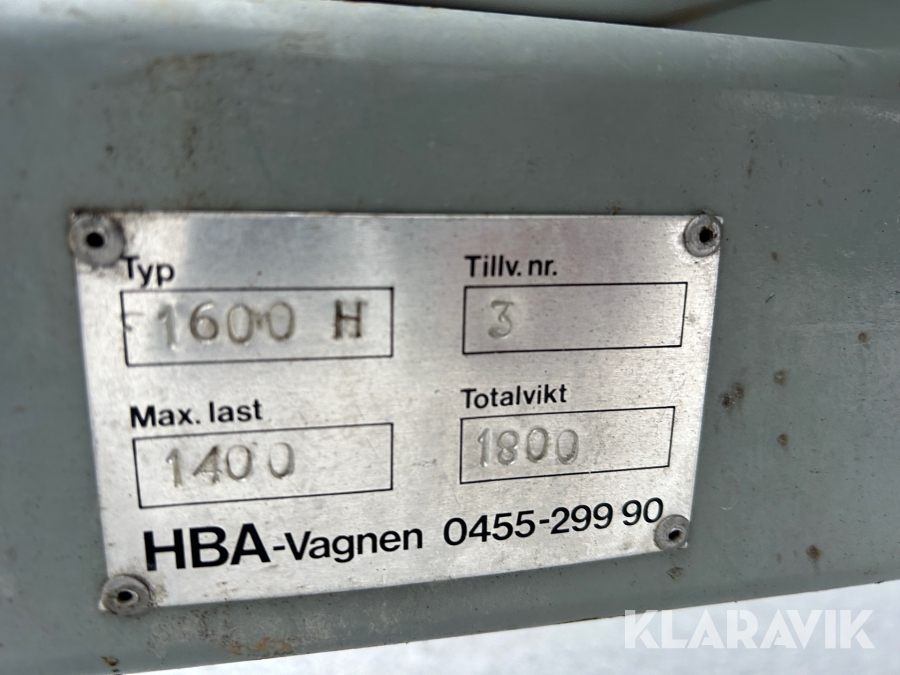 Typ
1600 H
Tillv. nr.
3
Max. last
1400
Totalvikt
1800
HBA-Vagnen 0455-299 90
KLARAVIK